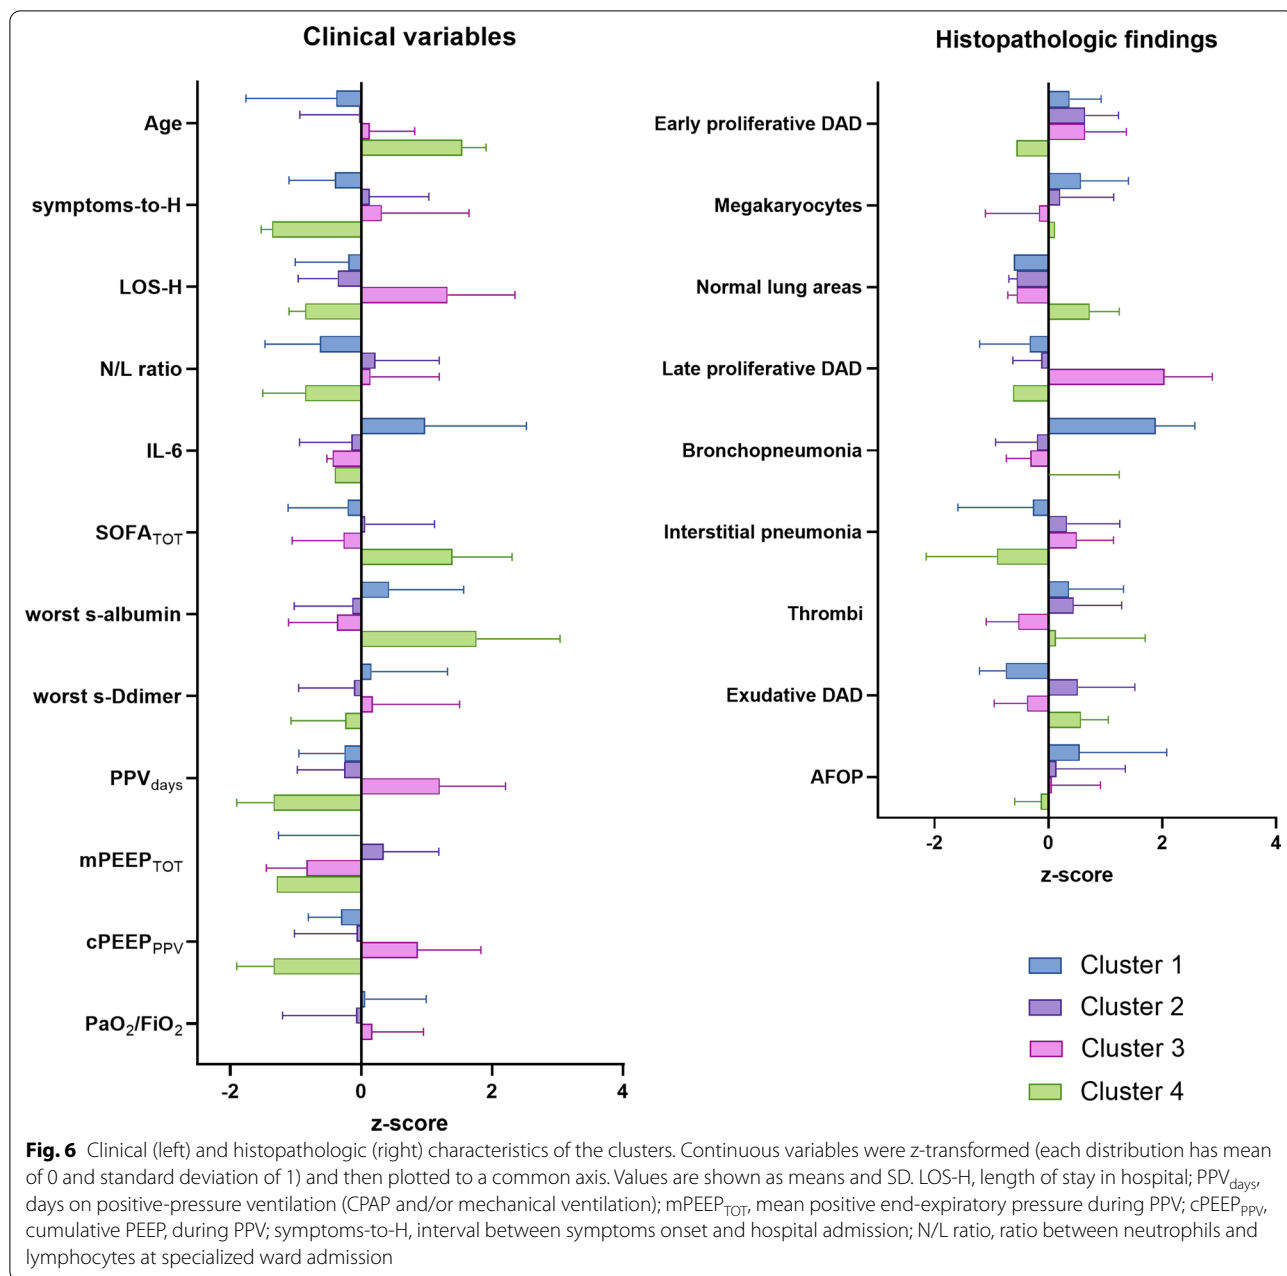 Clinical variables
Age
symptoms-to-H
LOS-H
N/L ratio
IL-6
SOFATOT
worst s-albumin
worst s-Ddimer
PPVdays
mPEEPTOT
cPEEPPPV
PaO2/FiO2
-2 0 2 4
z-score
Histopathologic findings
Early proliferative DAD
Megakaryocytes
Normal lung areas
Late proliferative DAD
Bronchopneumonia
Interstitial pneumonia
Thrombi
Exudative DAD
AFOP
-2 0 2 4
z-score
Cluster 1
Cluster 2
Cluster 3
Cluster 4
Fig. 6 Clinical (left) and histopathologic (right) characteristics of the clusters. Continuous variables were z-transformed (each distribution has mean
of 0 and standard deviation of 1) and then plotted to a common axis. Values are shown as means and SD. LOS-H, length of stay in hospital; PPVdays,
days on positive-pressure ventilation (CPAP and/or mechanical ventilation); mPEEPTOT, mean positive end-expiratory pressure during PPV; cPEEPPPV,
cumulative PEEP, during PPV; symptoms-to-H, interval between symptoms onset and hospital admission; N/L ratio, ratio between neutrophils and
lymphocytes at specialized ward admission